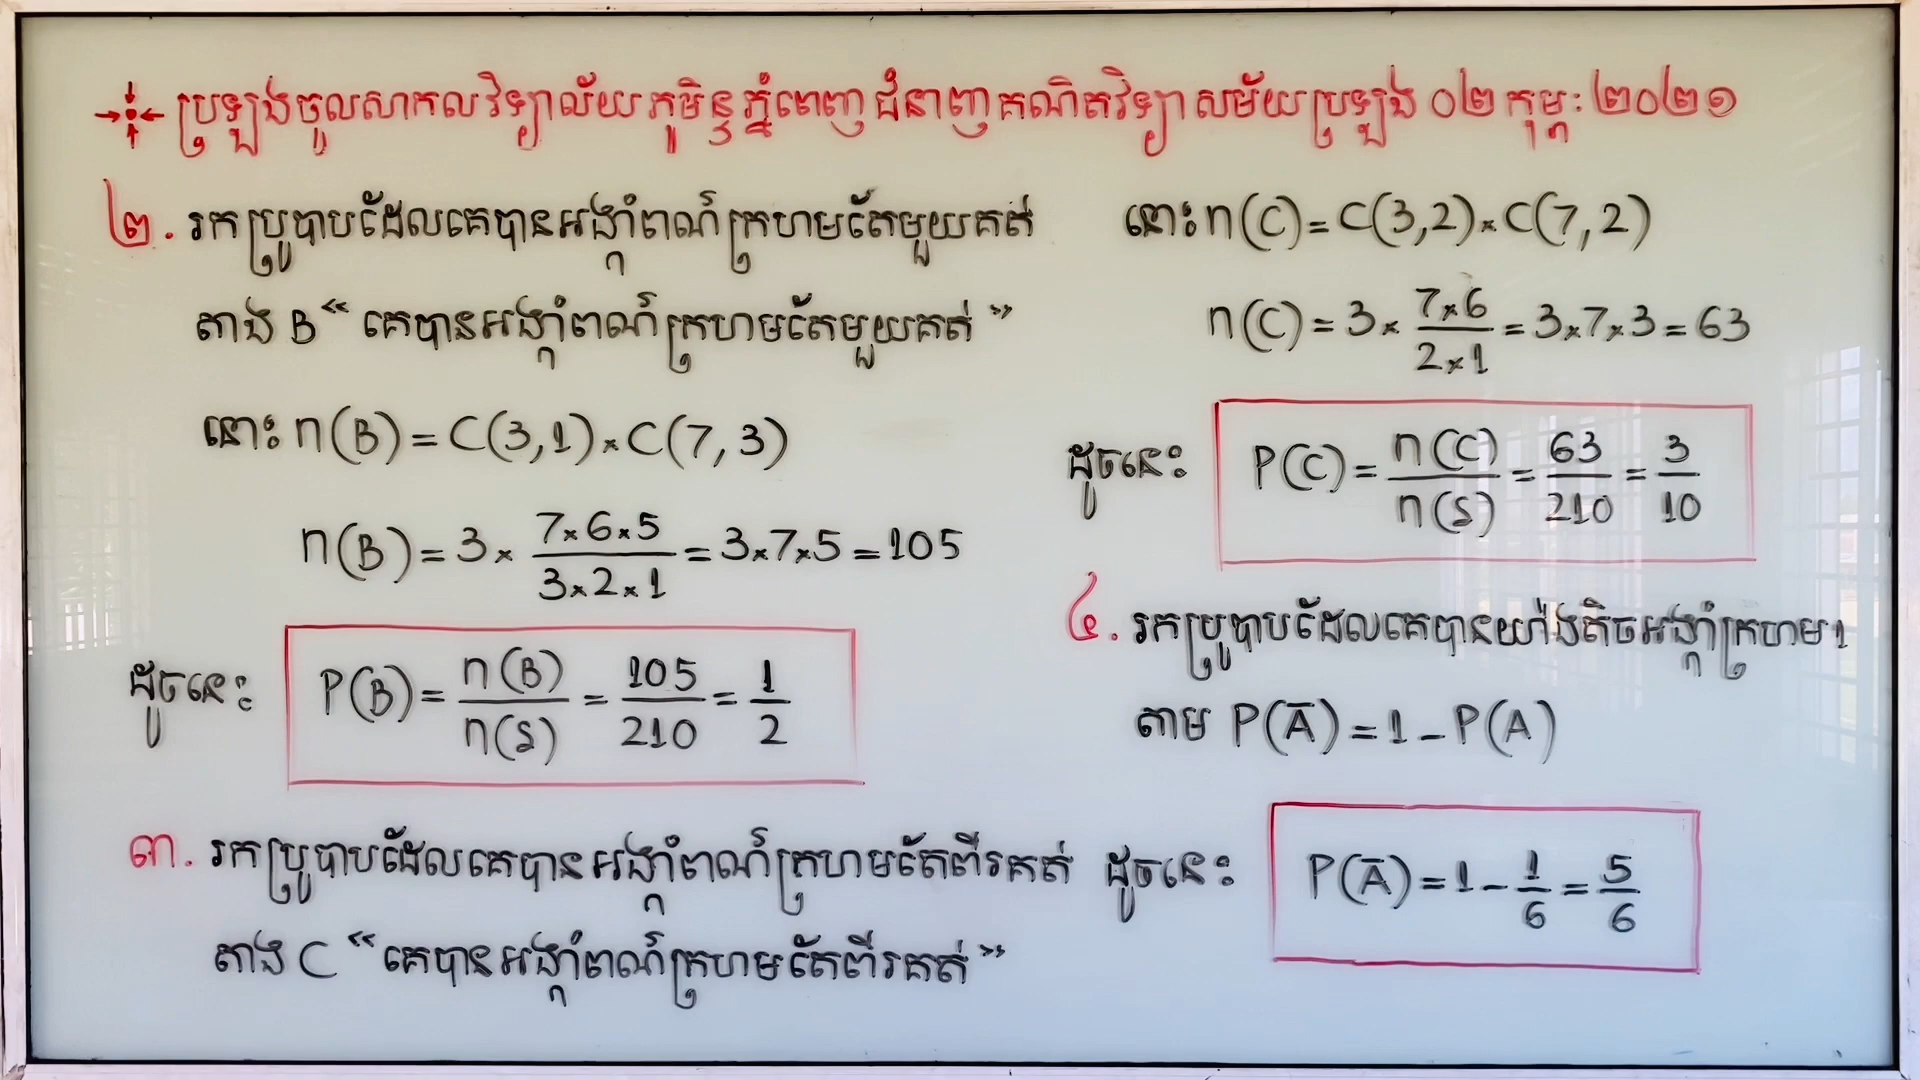 ប្រឡងចូលសាកលវិទ្យាល័យភូមិន្ទភ្នំពេញ ជំនាញគណិតវិទ្យា សម័យប្រឡង ០២ កុម្ភៈ ២០២១
២. រកប្រូបាបដែលគេបានអង្កាំពណ៌ក្រហមតែមួយគត់
តាង B “ គេបានអង្កាំពណ៌ក្រហមតែមួយគត់ ”
នោះ n(B) = C(3,1) × C(7,3)
n(B) = 3 × (7×6×5)/(3×2×1) = 3×7×5 = 105
ដូចនេះ P(B) = n(B)/n(S) = 105/210 = 1/2
៣. រកប្រូបាបដែលគេបានអង្កាំពណ៌ក្រហមតែពីរគត់
តាង C “ គេបានអង្កាំពណ៌ក្រហមតែពីរគត់ ”
នោះ n(C) = C(3,2) × C(7,2)
n(C) = 3 × (7×6)/(2×1) = 3×7×3 = 63
ដូចនេះ P(C) = n(C)/n(S) = 63/210 = 3/10
៤. រកប្រូបាបដែលគេបានយ៉ាងតិចអង្កាំក្រហម1
តាម P(Ā) = 1 - P(A)
ដូចនេះ P(Ā) = 1 - 1/6 = 5/6